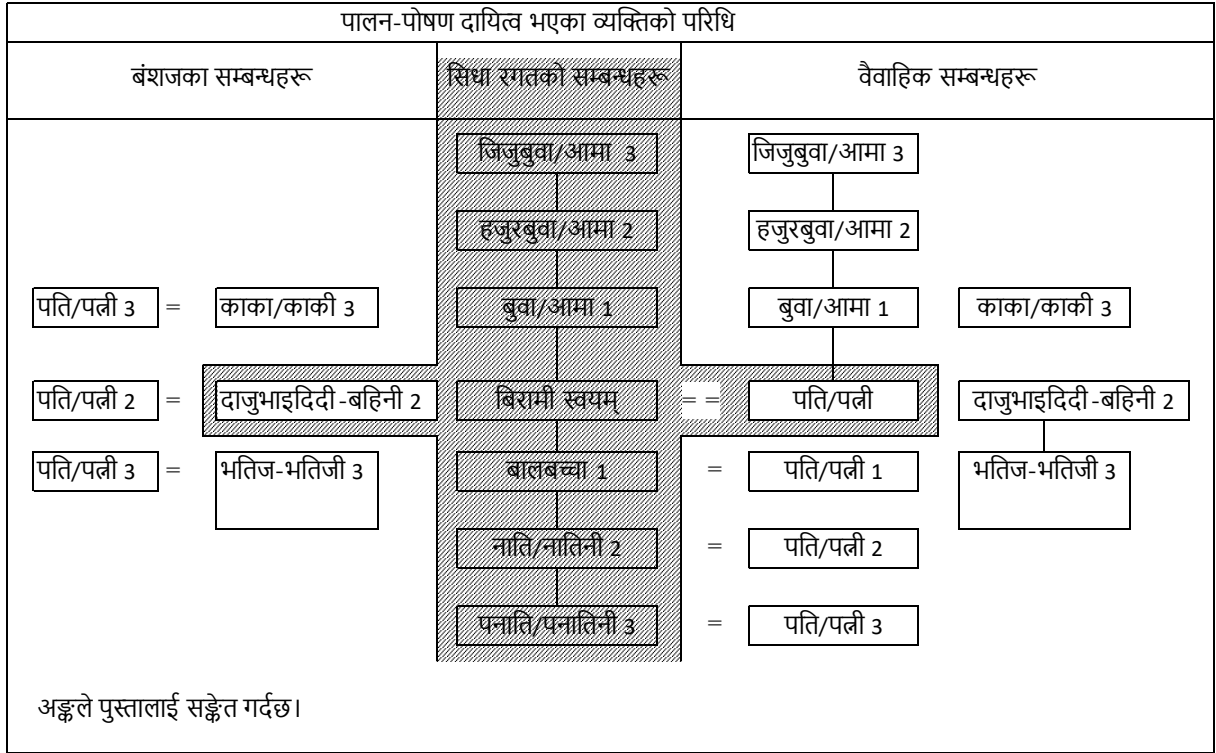 पालन-पोषण दायित्व भएका व्यक्तिको परिधि
बंशजका सम्बन्धहरू सिधा रगतको सम्बन्धहरू वैवाहिक सम्बन्धहरू
जिजुबुवा/आमा 3 जिजुबुवा/आमा 3
हजुरबुवा/आमा 2 हजुरबुवा/आमा 2
पति/पत्नी 3 = काका/काकी 3 बुवा/आमा 1 बुवा/आमा 1 काका/काकी 3
पति/पत्नी 2 = दाजुभाइदिदी-बहिनी 2 बिरामी स्वयम् = = पति/पत्नी दाजुभाइदिदी-बहिनी 2
पति/पत्नी 3 = भतिज-भतिजी 3 बालबच्चा 1 = पति/पत्नी 1 भतिज-भतिजी 3
नाति/नातिनी 2 = पति/पत्नी 2
पनाति/पनातिनी 3 = पति/पत्नी 3
अङ्कले पुस्तालाई सङ्केत गर्दछ।